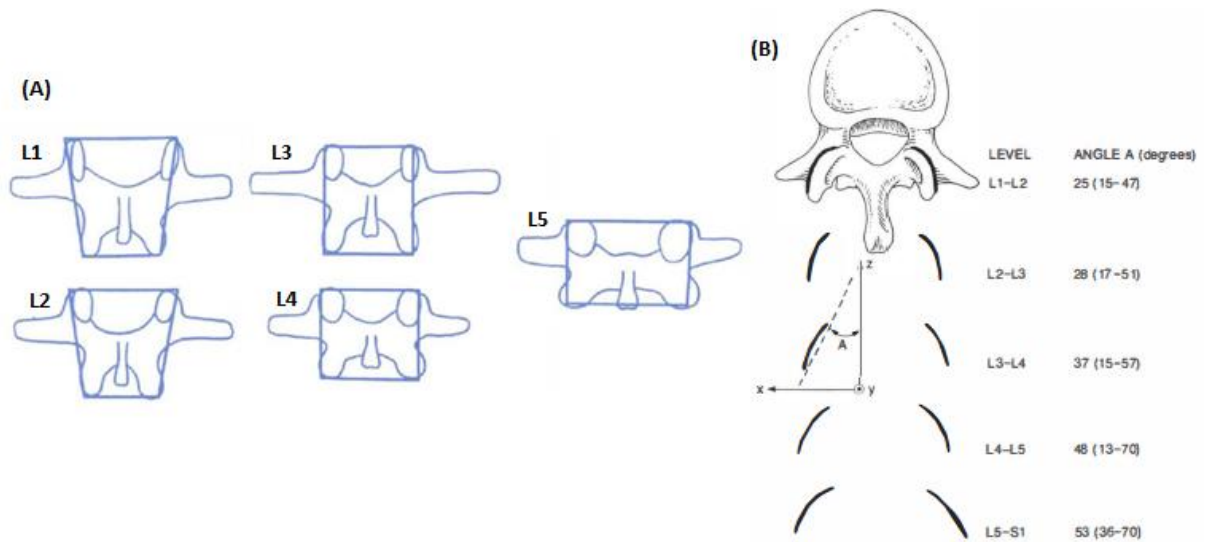 (A)
L1
L3
L5
L2
L4
(B)
LEVEL ANGLE A (degrees)
L1–L2 25 (15–47)
z
L2–L3 28 (17–51)
A
L3–L4 37 (15–57)
x
y
L4–L5 48 (13–70)
L5–S1 53 (36–70)